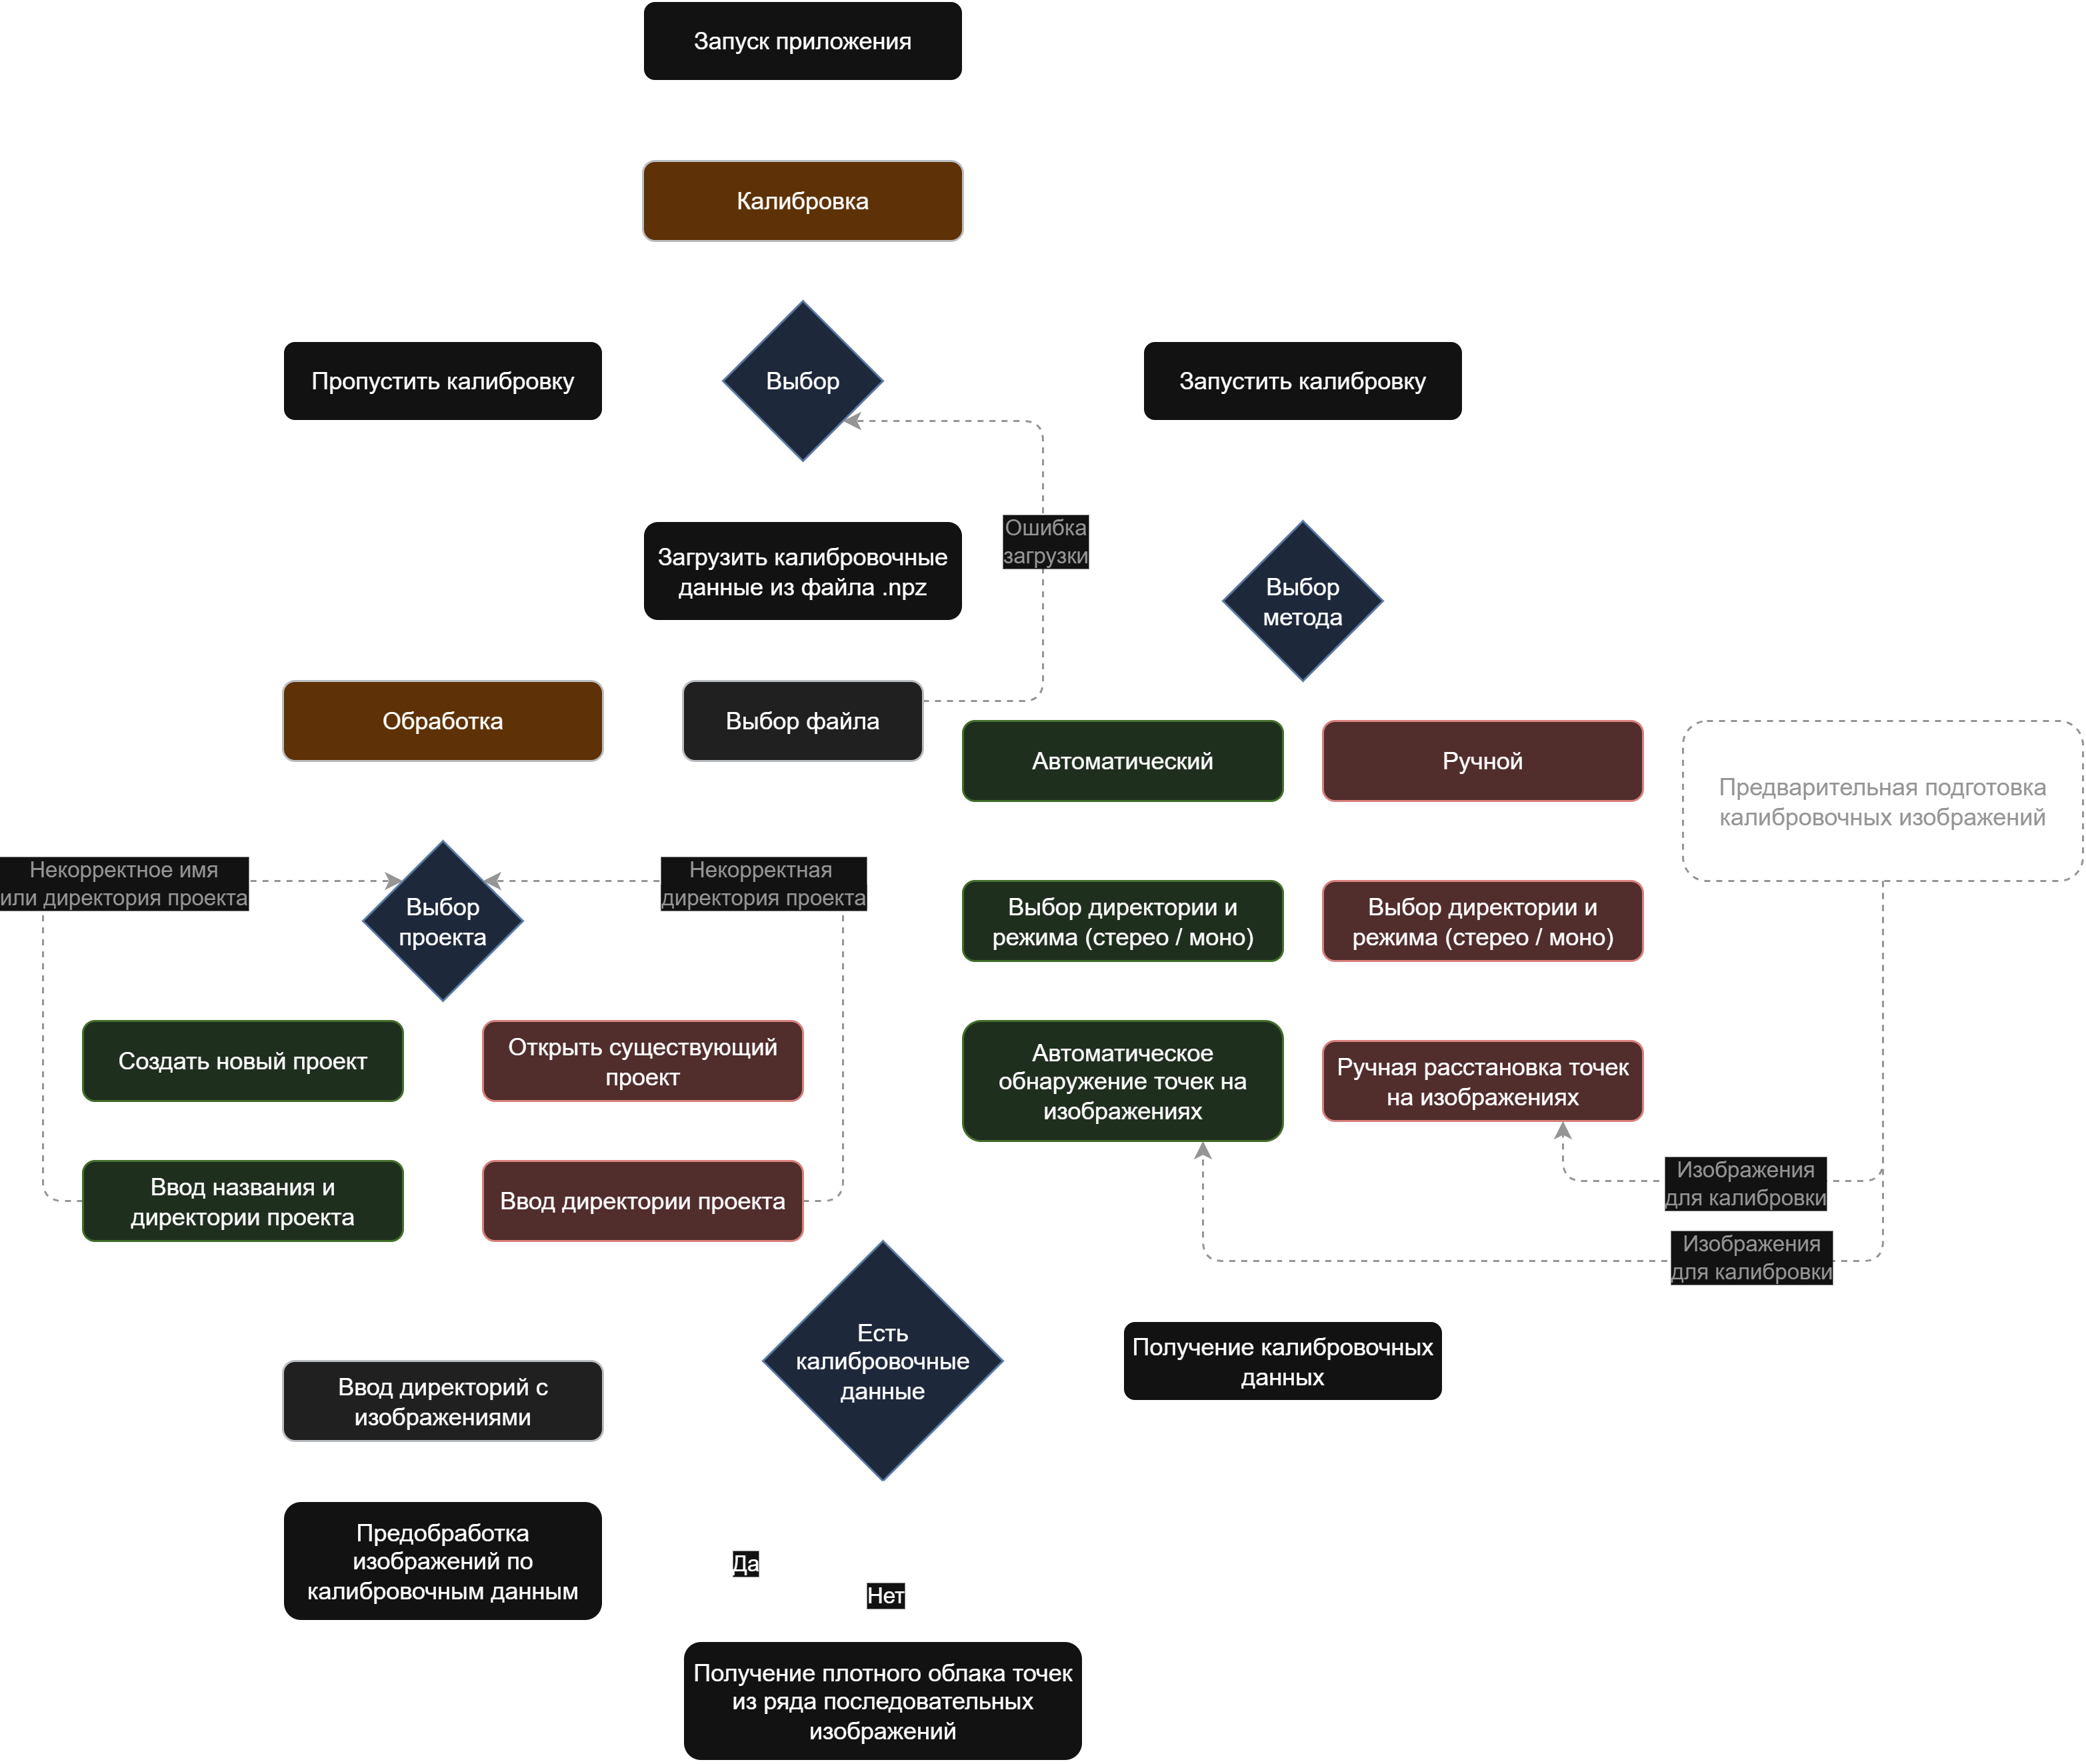 Запуск приложения
Калибровка
Пропустить калибровку
Выбор
Запустить калибровку
Загрузить калибровочные
данные из файла .npz
Ошибка
загрузки
Выбор
метода
Обработка
Выбор файла
Автоматический
Ручной
Предварительная подготовка
калибровочных изображений
Некорректное имя
или директория проекта
Выбор
проекта
Некорректная
директория проекта
Выбор директории и
режима (стерео / моно)
Выбор директории и
режима (стерео / моно)
Создать новый проект
Открыть существующий
проект
Автоматическое
обнаружение точек на
изображениях
Ручная расстановка точек
на изображениях
Ввод названия и
директории проекта
Ввод директории проекта
Изображения
для калибровки
Изображения
для калибровки
Есть
калибровочные
данные
Получение калибровочных
данных
Ввод директорий с
изображениями
Предобработка
изображений по
калибровочным данным
Да
Нет
Получение плотного облака точек
из ряда последовательных
изображений